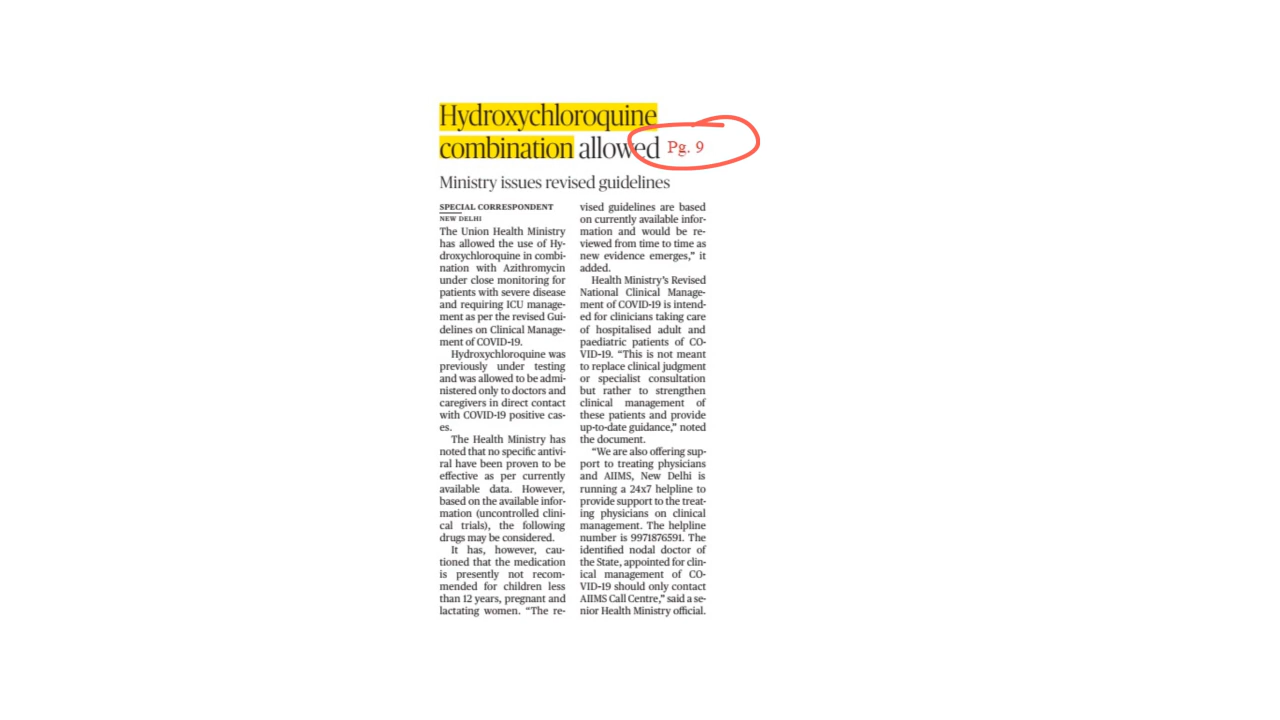 Hydroxychloroquine
combination allowed Pg. 9
Ministry issues revised guidelines
SPECIAL CORRESPONDENT
NEW DELHI
The Union Health Ministry
has allowed the use of Hy-
droxychloroquine in combi-
nation with Azithromycin
under close monitoring for
patients with severe disease
and requiring ICU manage-
ment as per the revised Gui-
delines on Clinical Manage-
ment of COVID-19.
Hydroxychloroquine was
previously under testing
and was allowed to be admi-
nistered only to doctors and
caregivers in direct contact
with COVID-19 positive cas-
es.
The Health Ministry has
noted that no specific antivi-
ral have been proven to be
effective as per currently
available data. However,
based on the available infor-
mation (uncontrolled clini-
cal trials), the following
drugs may be considered.
It has, however, cau-
tioned that the medication
is presently not recom-
mended for children less
than 12 years, pregnant and
lactating women. “The re-
vised guidelines are based
on currently available infor-
mation and would be re-
viewed from time to time as
new evidence emerges,” it
added.
Health Ministry’s Revised
National Clinical Manage-
ment of COVID-19 is intend-
ed for clinicians taking care
of hospitalised adult and
paediatric patients of CO-
VID-19. “This is not meant
to replace clinical judgment
or specialist consultation
but rather to strengthen
clinical management of
these patients and provide
up-to-date guidance,” noted
the document.
“We are also offering sup-
port to treating physicians
and AIIMS, New Delhi is
running a 24x7 helpline to
provide support to the treat-
ing physicians on clinical
management. The helpline
number is 9971876591. The
identified nodal doctor of
the State, appointed for clin-
ical management of CO-
VID-19 should only contact
AIIMS Call Centre,” said a se-
nior Health Ministry official.